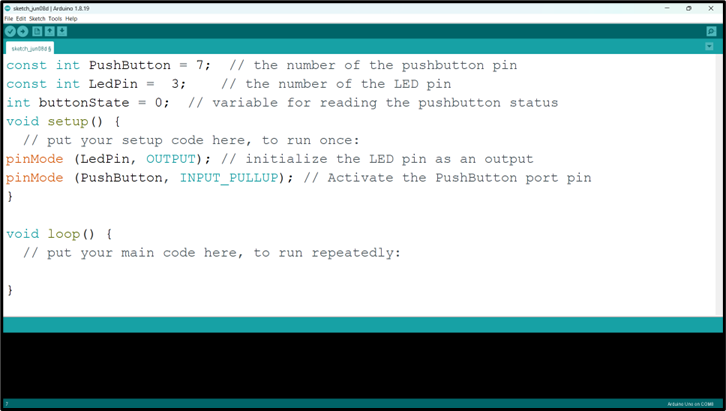 sketch_jun08d | Arduino 1.8.19
File Edit Sketch Tools Help
sketch_jun08d §
const int PushButton = 7;  // the number of the pushbutton pin
const int LedPin =  3;    // the number of the LED pin
int buttonState = 0;  // variable for reading the pushbutton status
void setup() {
  // put your setup code here, to run once:
pinMode (LedPin, OUTPUT); // initialize the LED pin as an output
pinMode (PushButton, INPUT_PULLUP); // Activate the PushButton port pin
}
void loop() {
  // put your main code here, to run repeatedly:
}
7
Arduino Uno on